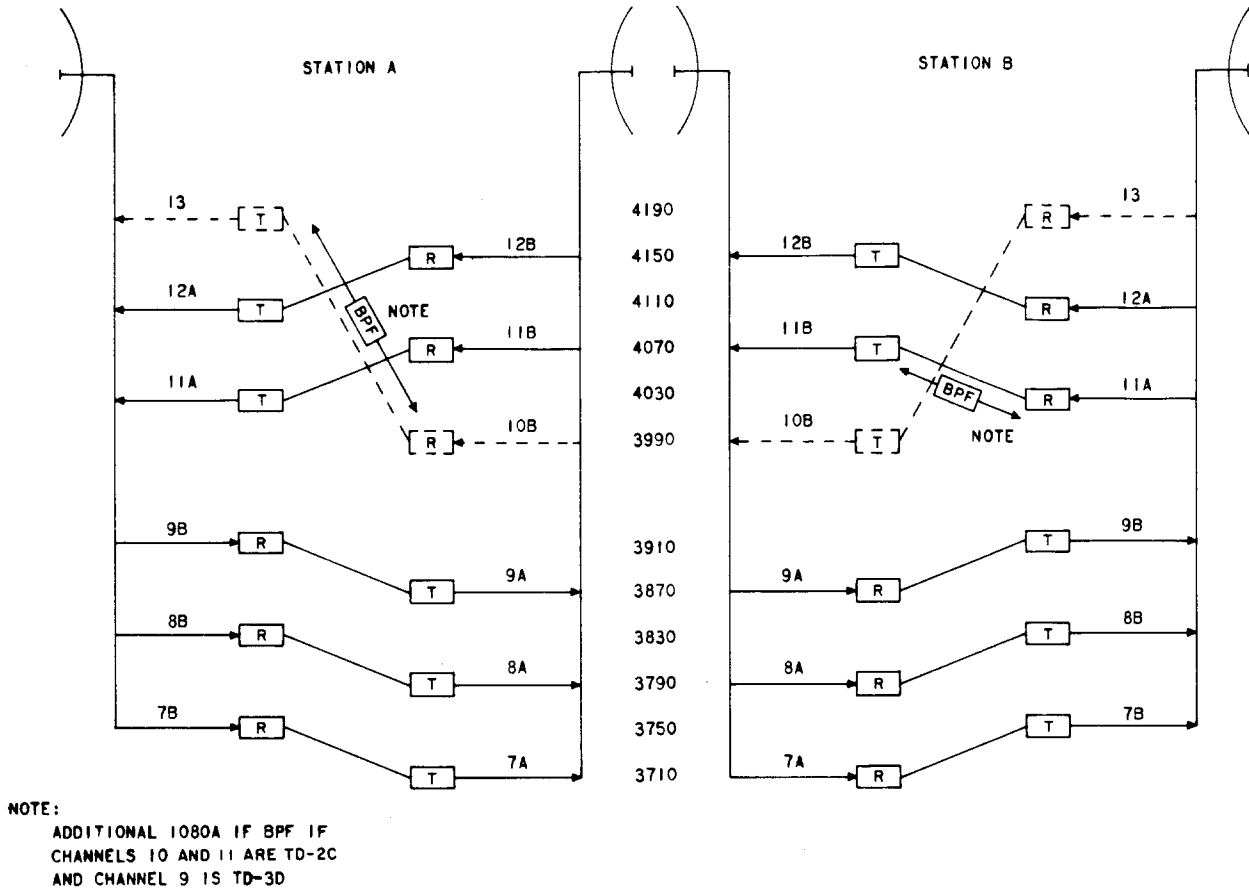 STATION A
STATION B
13
4190
13
T
R
12B
4150
12B
R
T
12A
4110
12A
T
BPF
NOTE
R
11B
4070
11B
R
T
11A
4030
BPF
11A
T
R
10B
3990
10B
NOTE
R
T
9B
3910
9B
R
T
9A
3870
9A
T
R
8B
3830
8B
R
T
8A
3790
8A
T
R
7B
3750
7B
R
T
7A
3710
7A
T
R
NOTE:
ADDITIONAL 1080A IF BPF IF
CHANNELS 10 AND 11 ARE TD-2C
AND CHANNEL 9 IS TD-3D